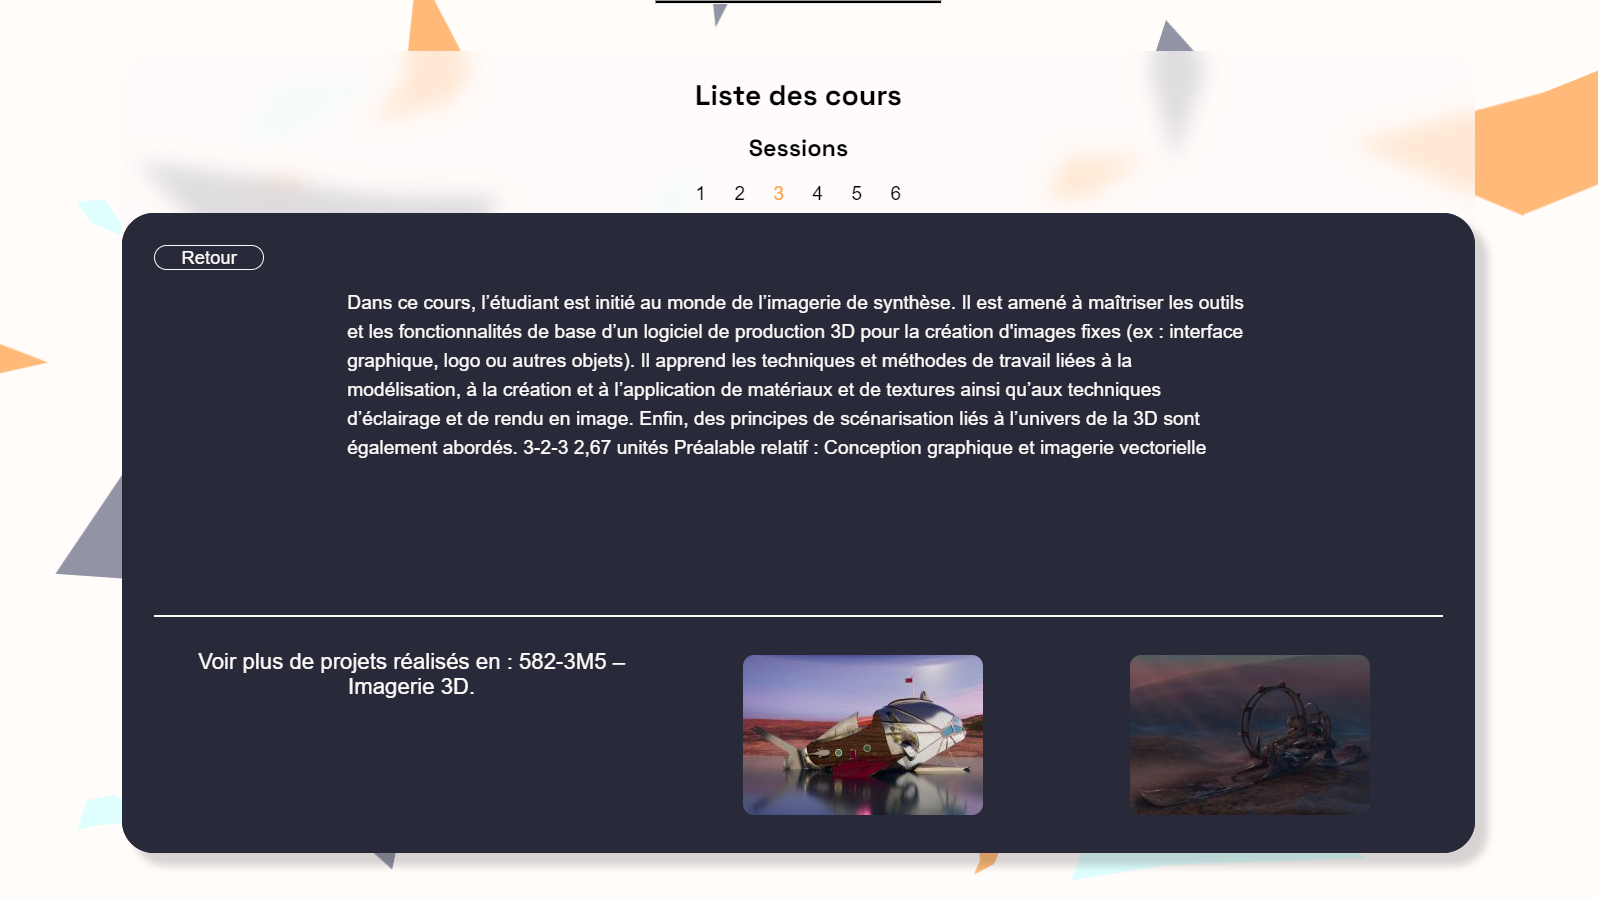 Liste des cours
Sessions
1 2 3 4 5 6
Retour
Dans ce cours, l’étudiant est initié au monde de l’imagerie de synthèse. Il est amené à maîtriser les outils
et les fonctionnalités de base d’un logiciel de production 3D pour la création d'images fixes (ex : interface
graphique, logo ou autres objets). Il apprend les techniques et méthodes de travail liées à la
modélisation, à la création et à l’application de matériaux et de textures ainsi qu’aux techniques
d’éclairage et de rendu en image. Enfin, des principes de scénarisation liés à l’univers de la 3D sont
également abordés. 3-2-3 2,67 unités Préalable relatif : Conception graphique et imagerie vectorielle
Voir plus de projets réalisés en : 582-3M5 –
Imagerie 3D.